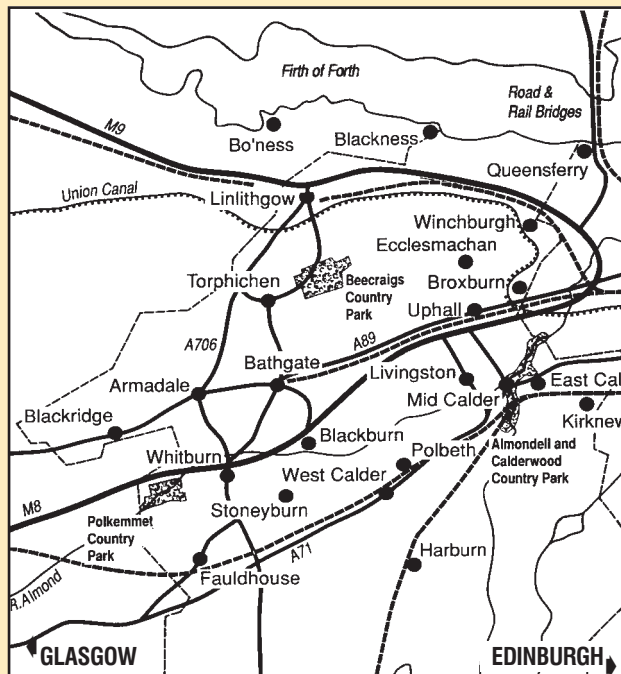 Firth of Forth
Road &
Rail Bridges
M9
Bo'ness
Blackness
Queensferry
Union Canal
Linlithgow
Winchburgh
Ecclesmachan
Torphichen
Beecraigs
Country
Park
Broxburn
Uphall
A706
A89
Bathgate
Livingston
East Cal
Armadale
Mid Calder
Kirknew
Blackridge
Blackburn
Polbeth
Almondell and
Calderwood
Country Park
Whitburn
West Calder
M8
Stoneyburn
Polkemmet
Country
Park
A71
Harburn
Fauldhouse
R.Almond
GLASGOW
EDINBURGH